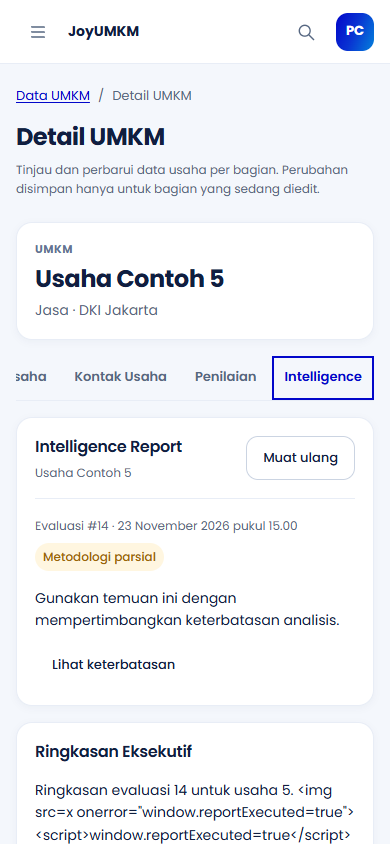 JoyUMKM
PC
Data UMKM / Detail UMKM
Detail UMKM
Tinjau dan perbarui data usaha per bagian. Perubahan
disimpan hanya untuk bagian yang sedang diedit.
UMKM
Usaha Contoh 5
Jasa · DKI Jakarta
saha Kontak Usaha Penilaian Intelligence
Intelligence Report
Muat ulang
Usaha Contoh 5
Evaluasi #14 · 23 November 2026 pukul 15.00
Metodologi parsial
Gunakan temuan ini dengan
mempertimbangkan keterbatasan analisis.
Lihat keterbatasan
Ringkasan Eksekutif
Ringkasan evaluasi 14 untuk usaha 5. <img
src=x onerror="window.reportExecuted=true">
<script>window.reportExecuted=true</script>